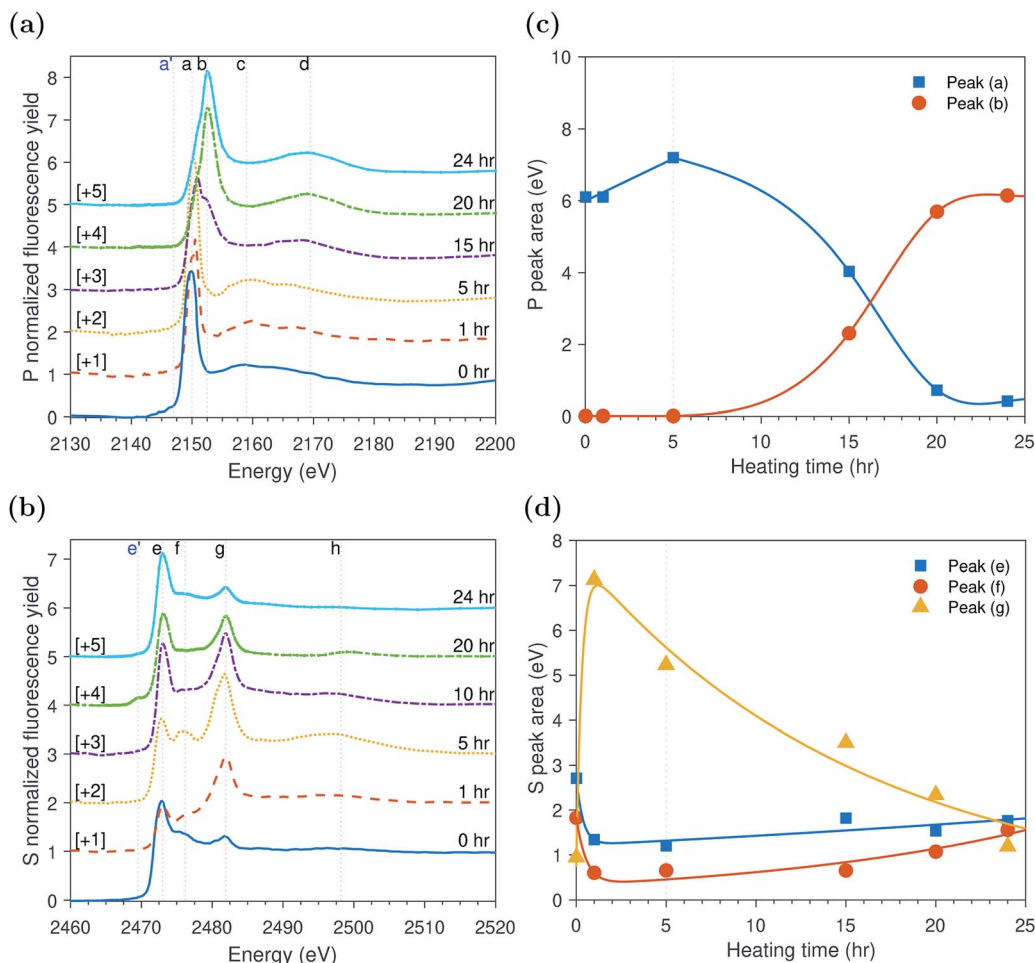 (a)
P normalized fluorescence yield
8
7
6
5
4
3
2
1
0
a'
a
b
c
d
[+5]
[+4]
[+3]
[+2]
[+1]
24 hr
20 hr
15 hr
5 hr
1 hr
0 hr
2130 2140 2150 2160 2170 2180 2190 2200
Energy (eV)
(c)
P peak area (eV)
10
8
6
4
2
0
Peak (a)
Peak (b)
0 5 10 15 20 25
Heating time (hr)
(b)
S normalized fluorescence yield
7
6
5
4
3
2
1
0
e'
e
f
g
h
[+5]
[+4]
[+3]
[+2]
[+1]
24 hr
20 hr
10 hr
5 hr
1 hr
0 hr
2460 2470 2480 2490 2500 2510 2520
Energy (eV)
(d)
S peak area (eV)
8
7
6
5
4
3
2
1
0
Peak (e)
Peak (f)
Peak (g)
0 5 10 15 20 25
Heating time (hr)